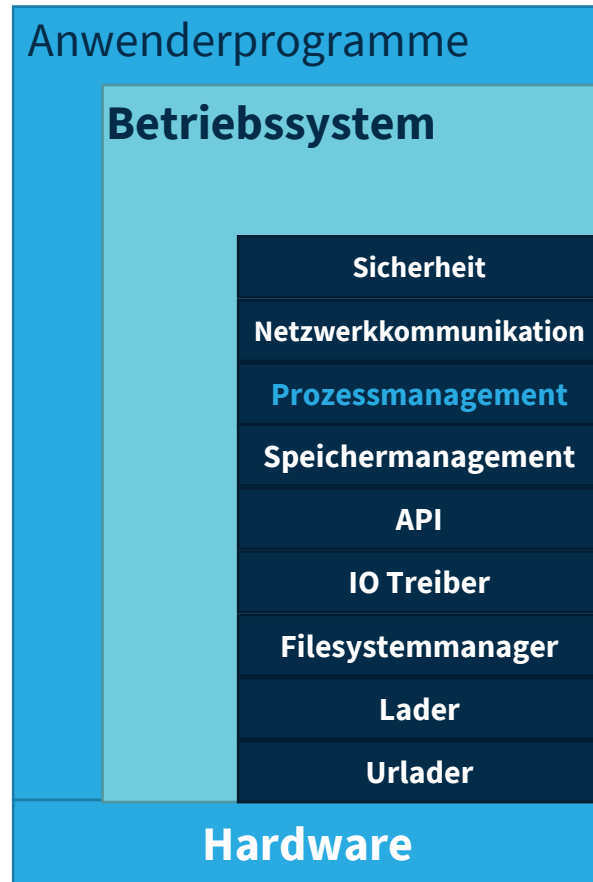 Anwenderprogramme
Betriebssystem
Sicherheit
Netzwerkkommunikation
Prozessmanagement
Speichermanagement
API
IO Treiber
Filesystemmanager
Lader
Urlader
Hardware